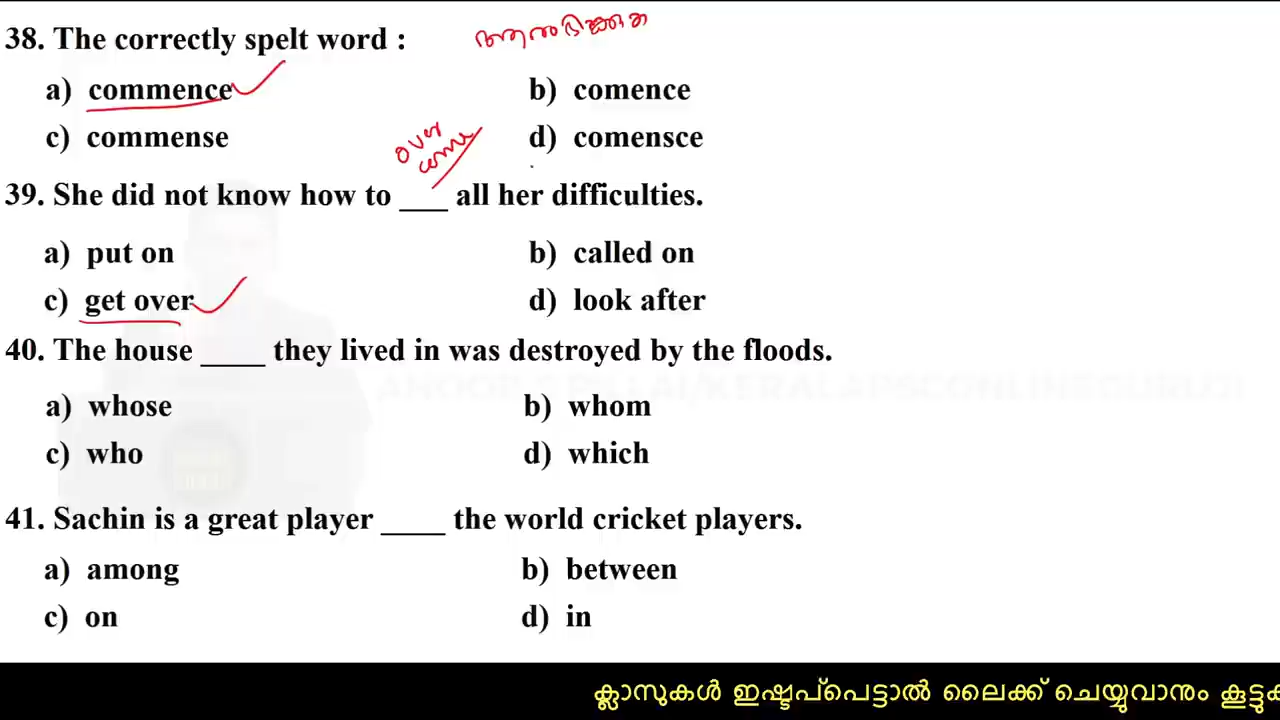 38. The correctly spelt word : ആരംഭിക്കുക
a) commence b) comence
c) commense d) comensce
over come
39. She did not know how to ___ all her difficulties.
a) put on b) called on
c) get over d) look after
40. The house ____ they lived in was destroyed by the floods.
a) whose b) whom
c) who d) which
41. Sachin is a great player ____ the world cricket players.
a) among b) between
c) on d) in
ക്ലാസുകൾ ഇഷ്ടപ്പെട്ടാൽ ലൈക്ക് ചെയ്യുവാനും